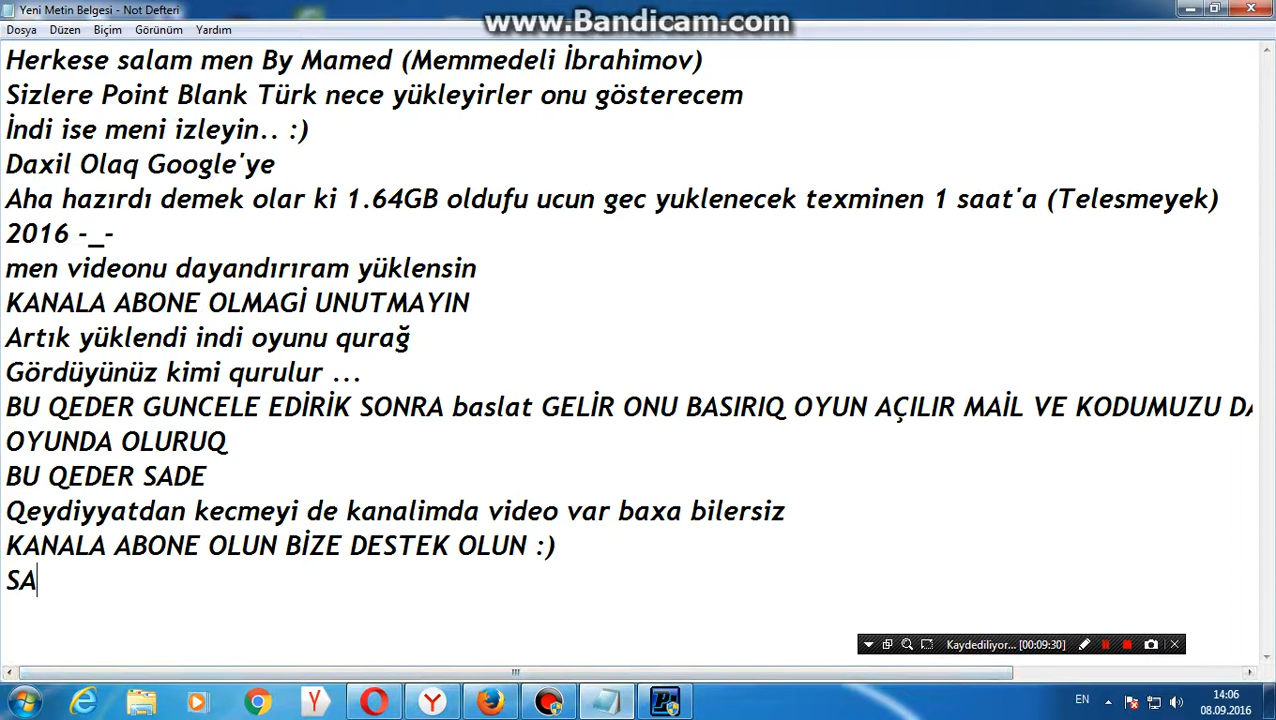 Yeni Metin Belgesi - Not Defteri
www.Bandicam.com
Dosya Düzen Biçim Görünüm Yardım
Herkese salam men By Mamed (Memmedeli İbrahimov)
Sizlere Point Blank Türk nece yükleyirler onu gösterecem
İndi ise meni izleyin.. :)
Daxil Olaq Google'ye
Aha hazırdı demek olar ki 1.64GB oldufu ucun gec yuklenecek texminen 1 saat'a (Telesmeyek)
2016 -_-
men videonu dayandırıram yüklensin
KANALA ABONE OLMAGİ UNUTMAYIN
Artık yüklendi indi oyunu qurağ
Gördüyünüz kimi qurulur ...
BU QEDER GUNCELE EDİRİK SONRA baslat GELİR ONU BASIRIQ OYUN AÇILIR MAİL VE KODUMUZU DA
OYUNDA OLURUQ
BU QEDER SADE
Qeydiyyatdan kecmeyi de kanalimda video var baxa bilersiz
KANALA ABONE OLUN BİZE DESTEK OLUN :)
SA
Kaydediliyor... [00:09:30]
EN
14:06
08.09.2016